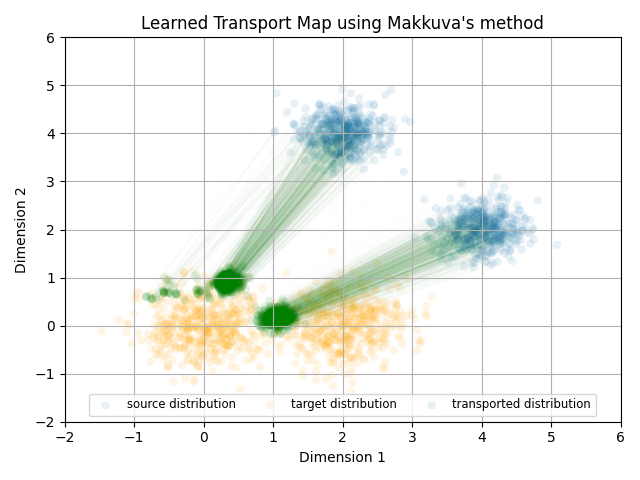 Learned Transport Map using Makkuva's method
6
5
4
3
2
1
0
−1
−2
Dimension 2
source distribution target distribution transported distribution
−2 −1 0 1 2 3 4 5 6
Dimension 1